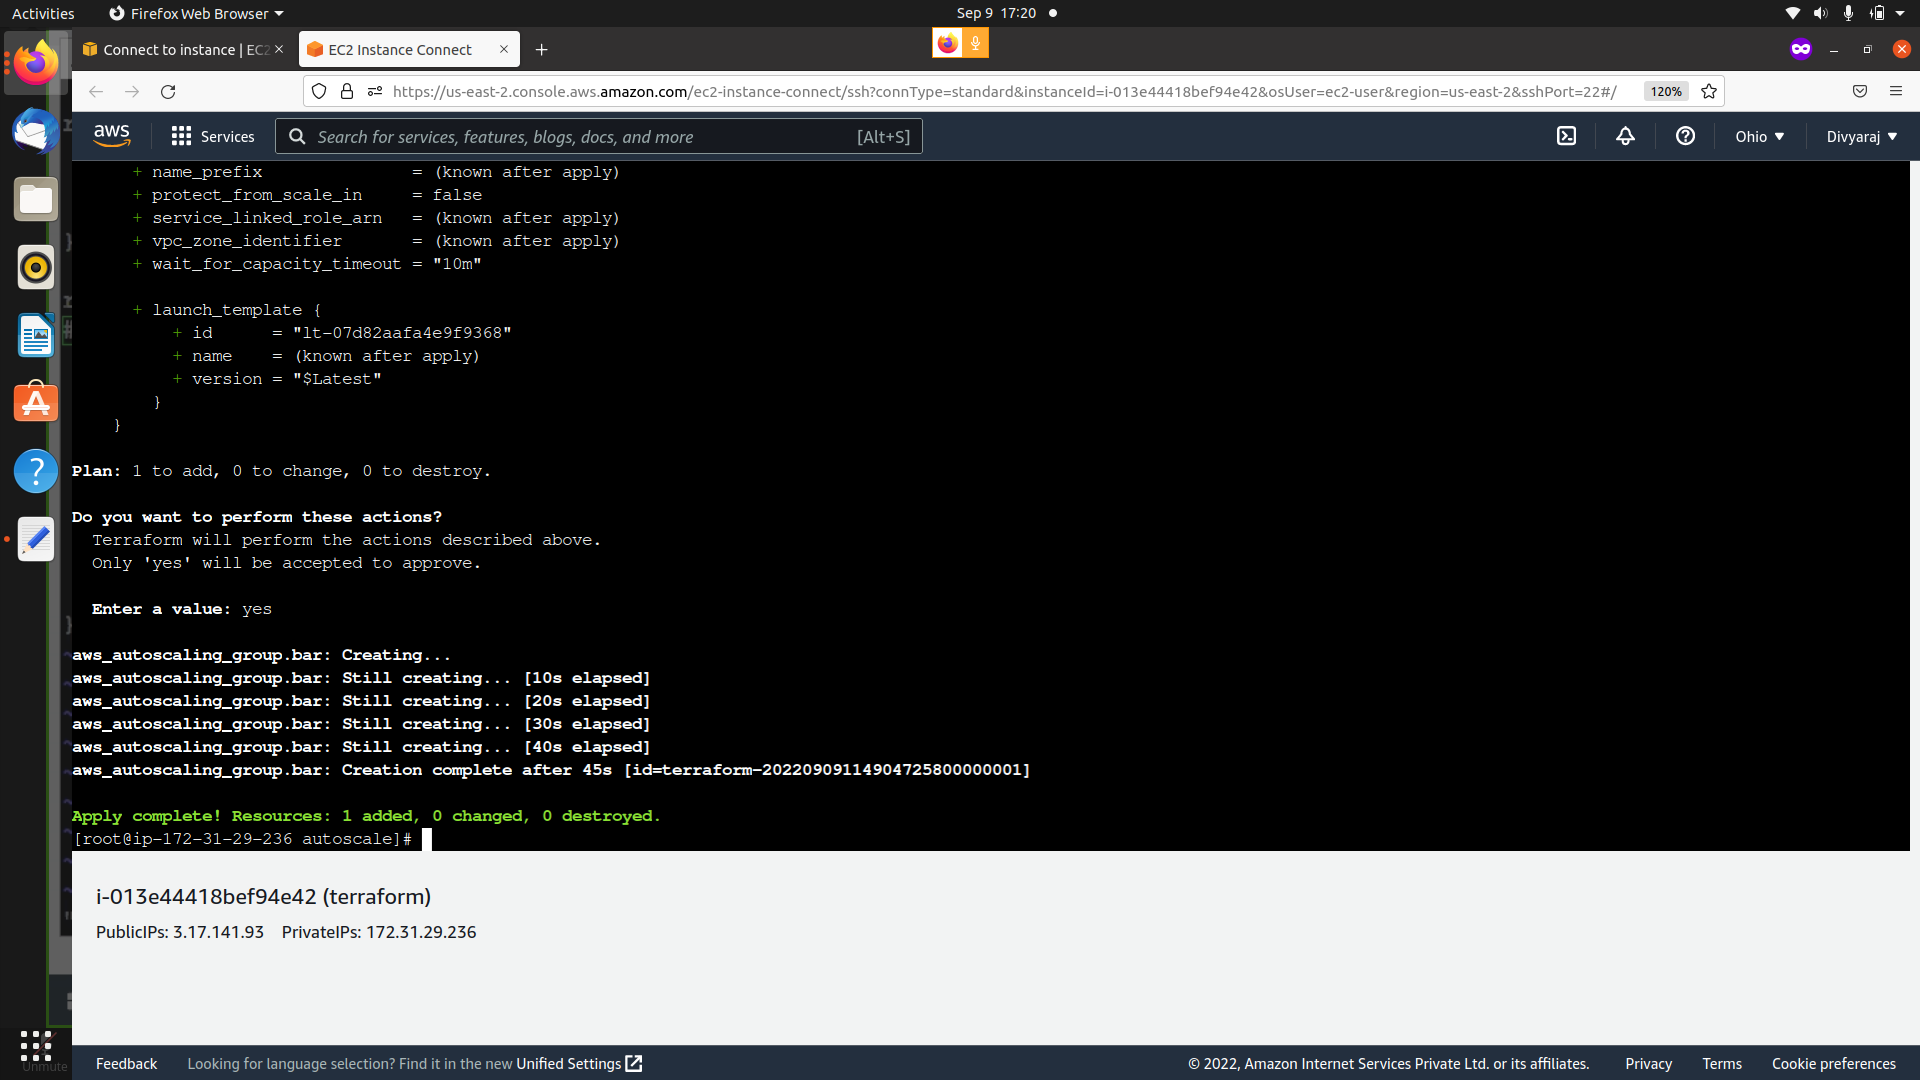 Activities
Firefox Web Browser
Sep 9 17:20
Connect to instance | EC2
EC2 Instance Connect
https://us-east-2.console.aws.amazon.com/ec2-instance-connect/ssh?connType=standard&instanceId=i-013e44418bef94e42&osUser=ec2-user&region=us-east-2&sshPort=22#/
120%
aws
Services
Search for services, features, blogs, docs, and more
[Alt+S]
Ohio
Divyaraj
+ name_prefix = (known after apply)
+ protect_from_scale_in = false
+ service_linked_role_arn = (known after apply)
+ vpc_zone_identifier = (known after apply)
+ wait_for_capacity_timeout = "10m"
+ launch_template {
+ id = "lt-07d82aafa4e9f9368"
+ name = (known after apply)
+ version = "$Latest"
}
}
Plan: 1 to add, 0 to change, 0 to destroy.
Do you want to perform these actions?
Terraform will perform the actions described above.
Only 'yes' will be accepted to approve.
Enter a value: yes
aws_autoscaling_group.bar: Creating...
aws_autoscaling_group.bar: Still creating... [10s elapsed]
aws_autoscaling_group.bar: Still creating... [20s elapsed]
aws_autoscaling_group.bar: Still creating... [30s elapsed]
aws_autoscaling_group.bar: Still creating... [40s elapsed]
aws_autoscaling_group.bar: Creation complete after 45s [id=terraform-20220909114904725800000001]
Apply complete! Resources: 1 added, 0 changed, 0 destroyed.
[root@ip-172-31-29-236 autoscale]#
i-013e44418bef94e42 (terraform)
PublicIPs: 3.17.141.93 PrivateIPs: 172.31.29.236
Unmute
Feedback
Looking for language selection? Find it in the new Unified Settings
© 2022, Amazon Internet Services Private Ltd. or its affiliates.
Privacy
Terms
Cookie preferences